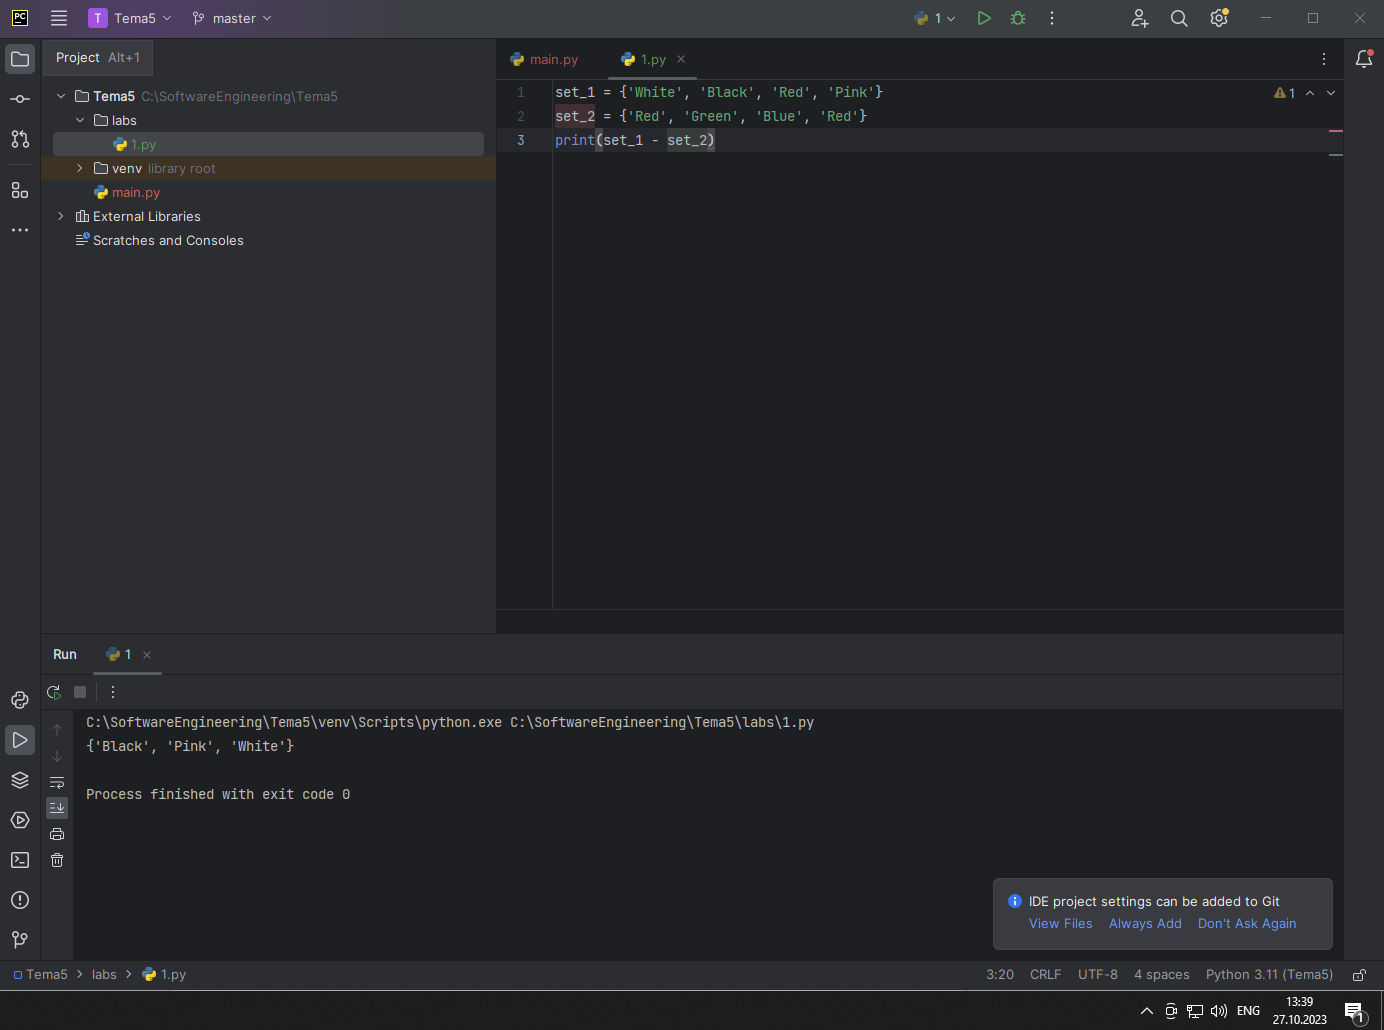 PC T Tema5 master 1
Project Alt+1
main.py 1.py
Tema5 C:\SoftwareEngineering\Tema5
labs
1.py
venv library root
main.py
External Libraries
Scratches and Consoles
1 set_1 = {'White', 'Black', 'Red', 'Pink'}
1
2 set_2 = {'Red', 'Green', 'Blue', 'Red'}
3 print(set_1 - set_2)
Run 1
C:\SoftwareEngineering\Tema5\venv\Scripts\python.exe C:\SoftwareEngineering\Tema5\labs\1.py
{'Black', 'Pink', 'White'}
Process finished with exit code 0
IDE project settings can be added to Git
View Files Always Add Don't Ask Again
Tema5 > labs > 1.py 3:20 CRLF UTF-8 4 spaces Python 3.11 (Tema5)
ENG 13:39
27.10.2023
1